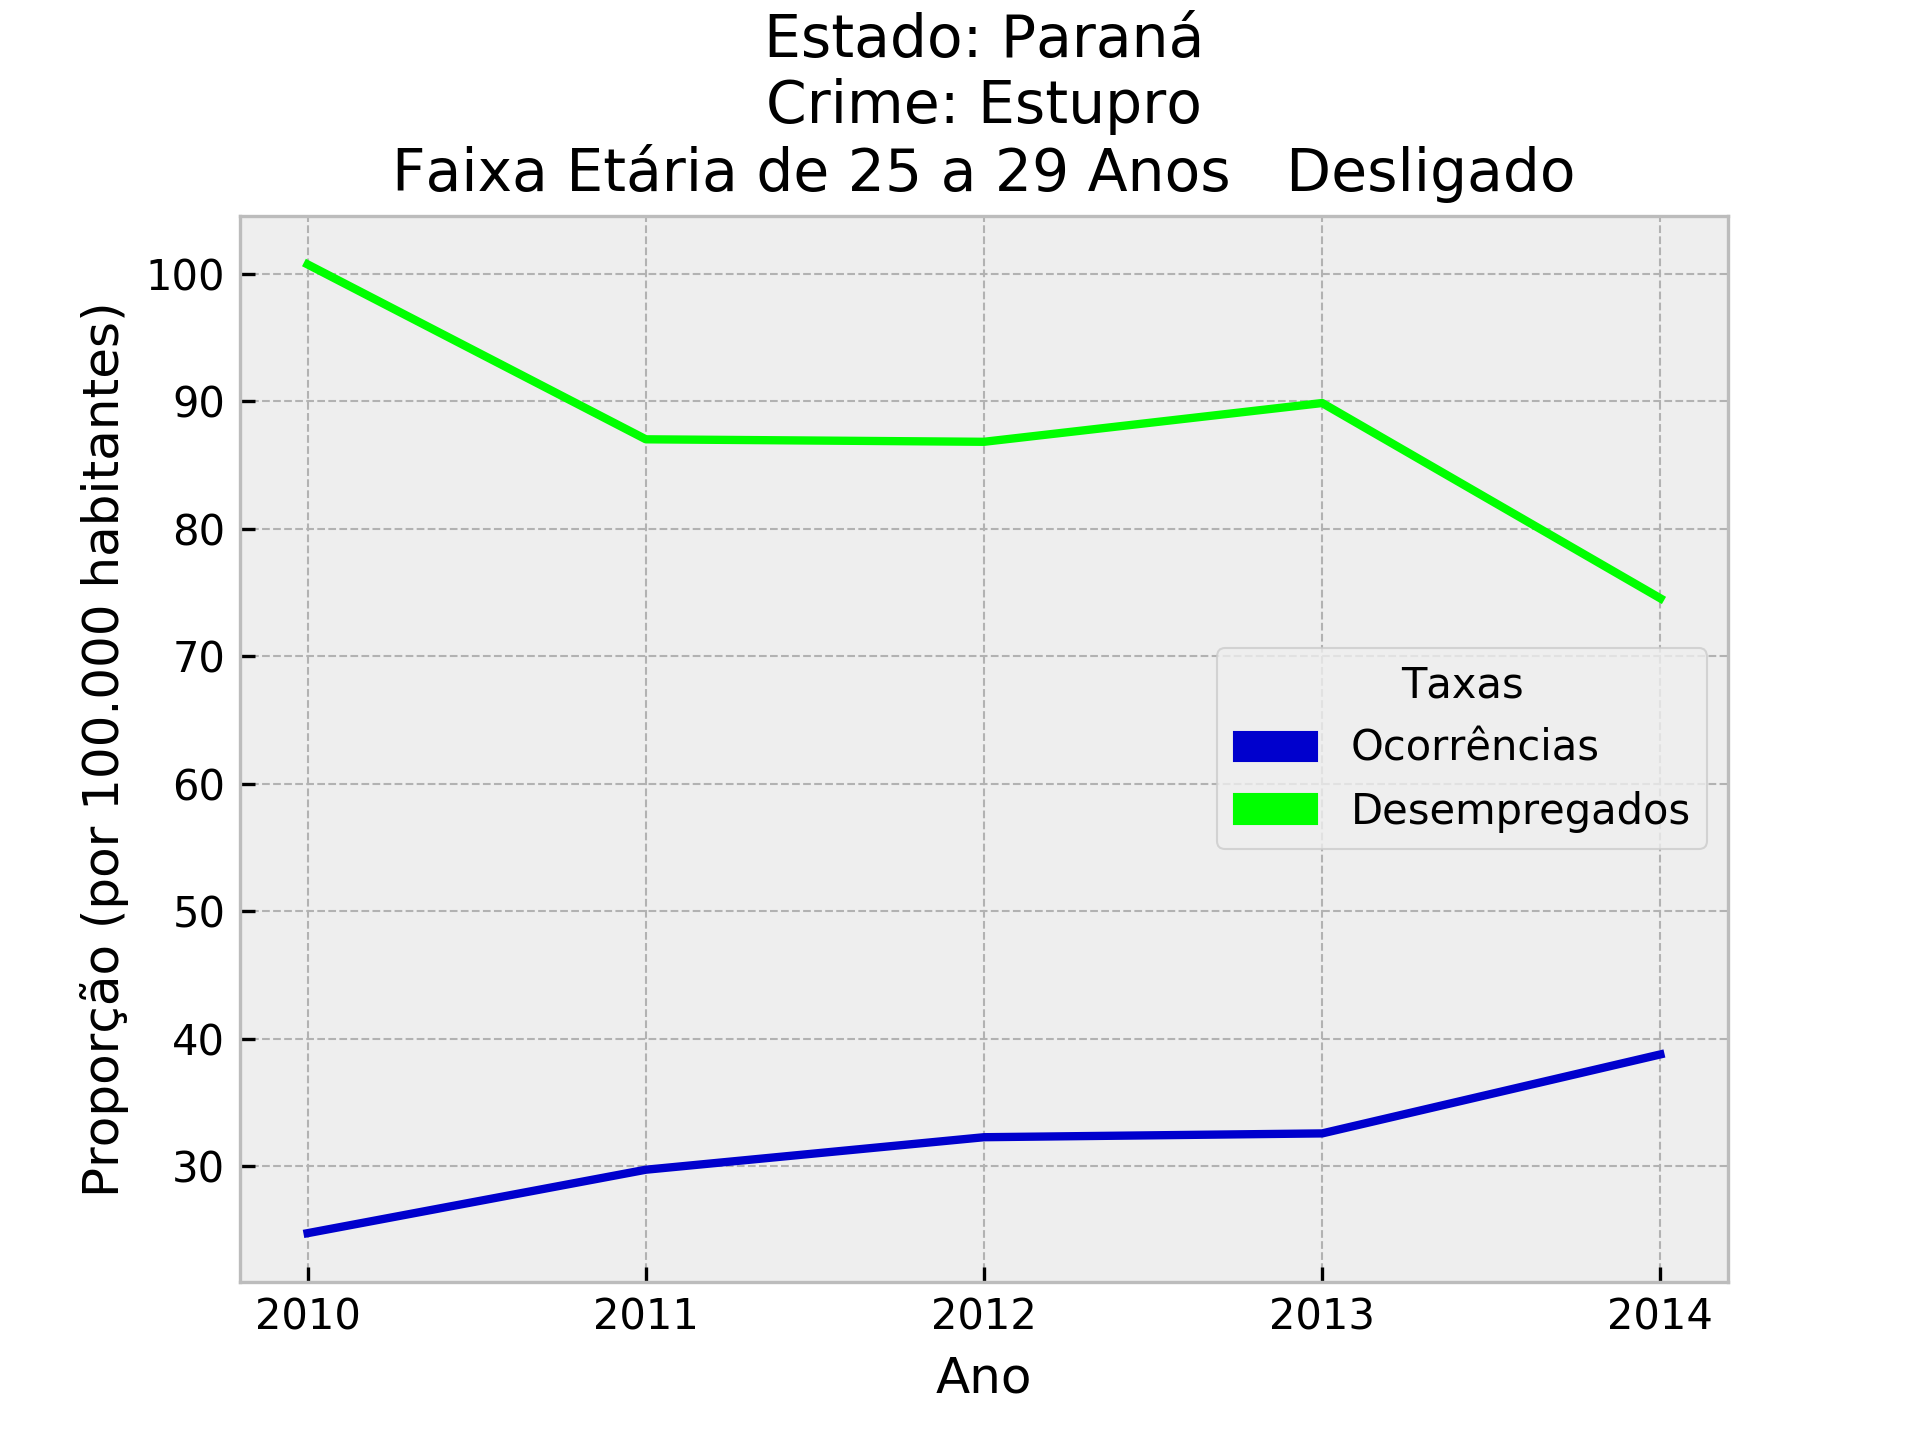 Estado: Paraná
Crime: Estupro
Faixa Etária de 25 a 29 Anos   Desligado
Proporção (por 100.000 habitantes)
100
90
80
70
60
50
40
30
Taxas
Ocorrências
Desempregados
2010 2011 2012 2013 2014
Ano